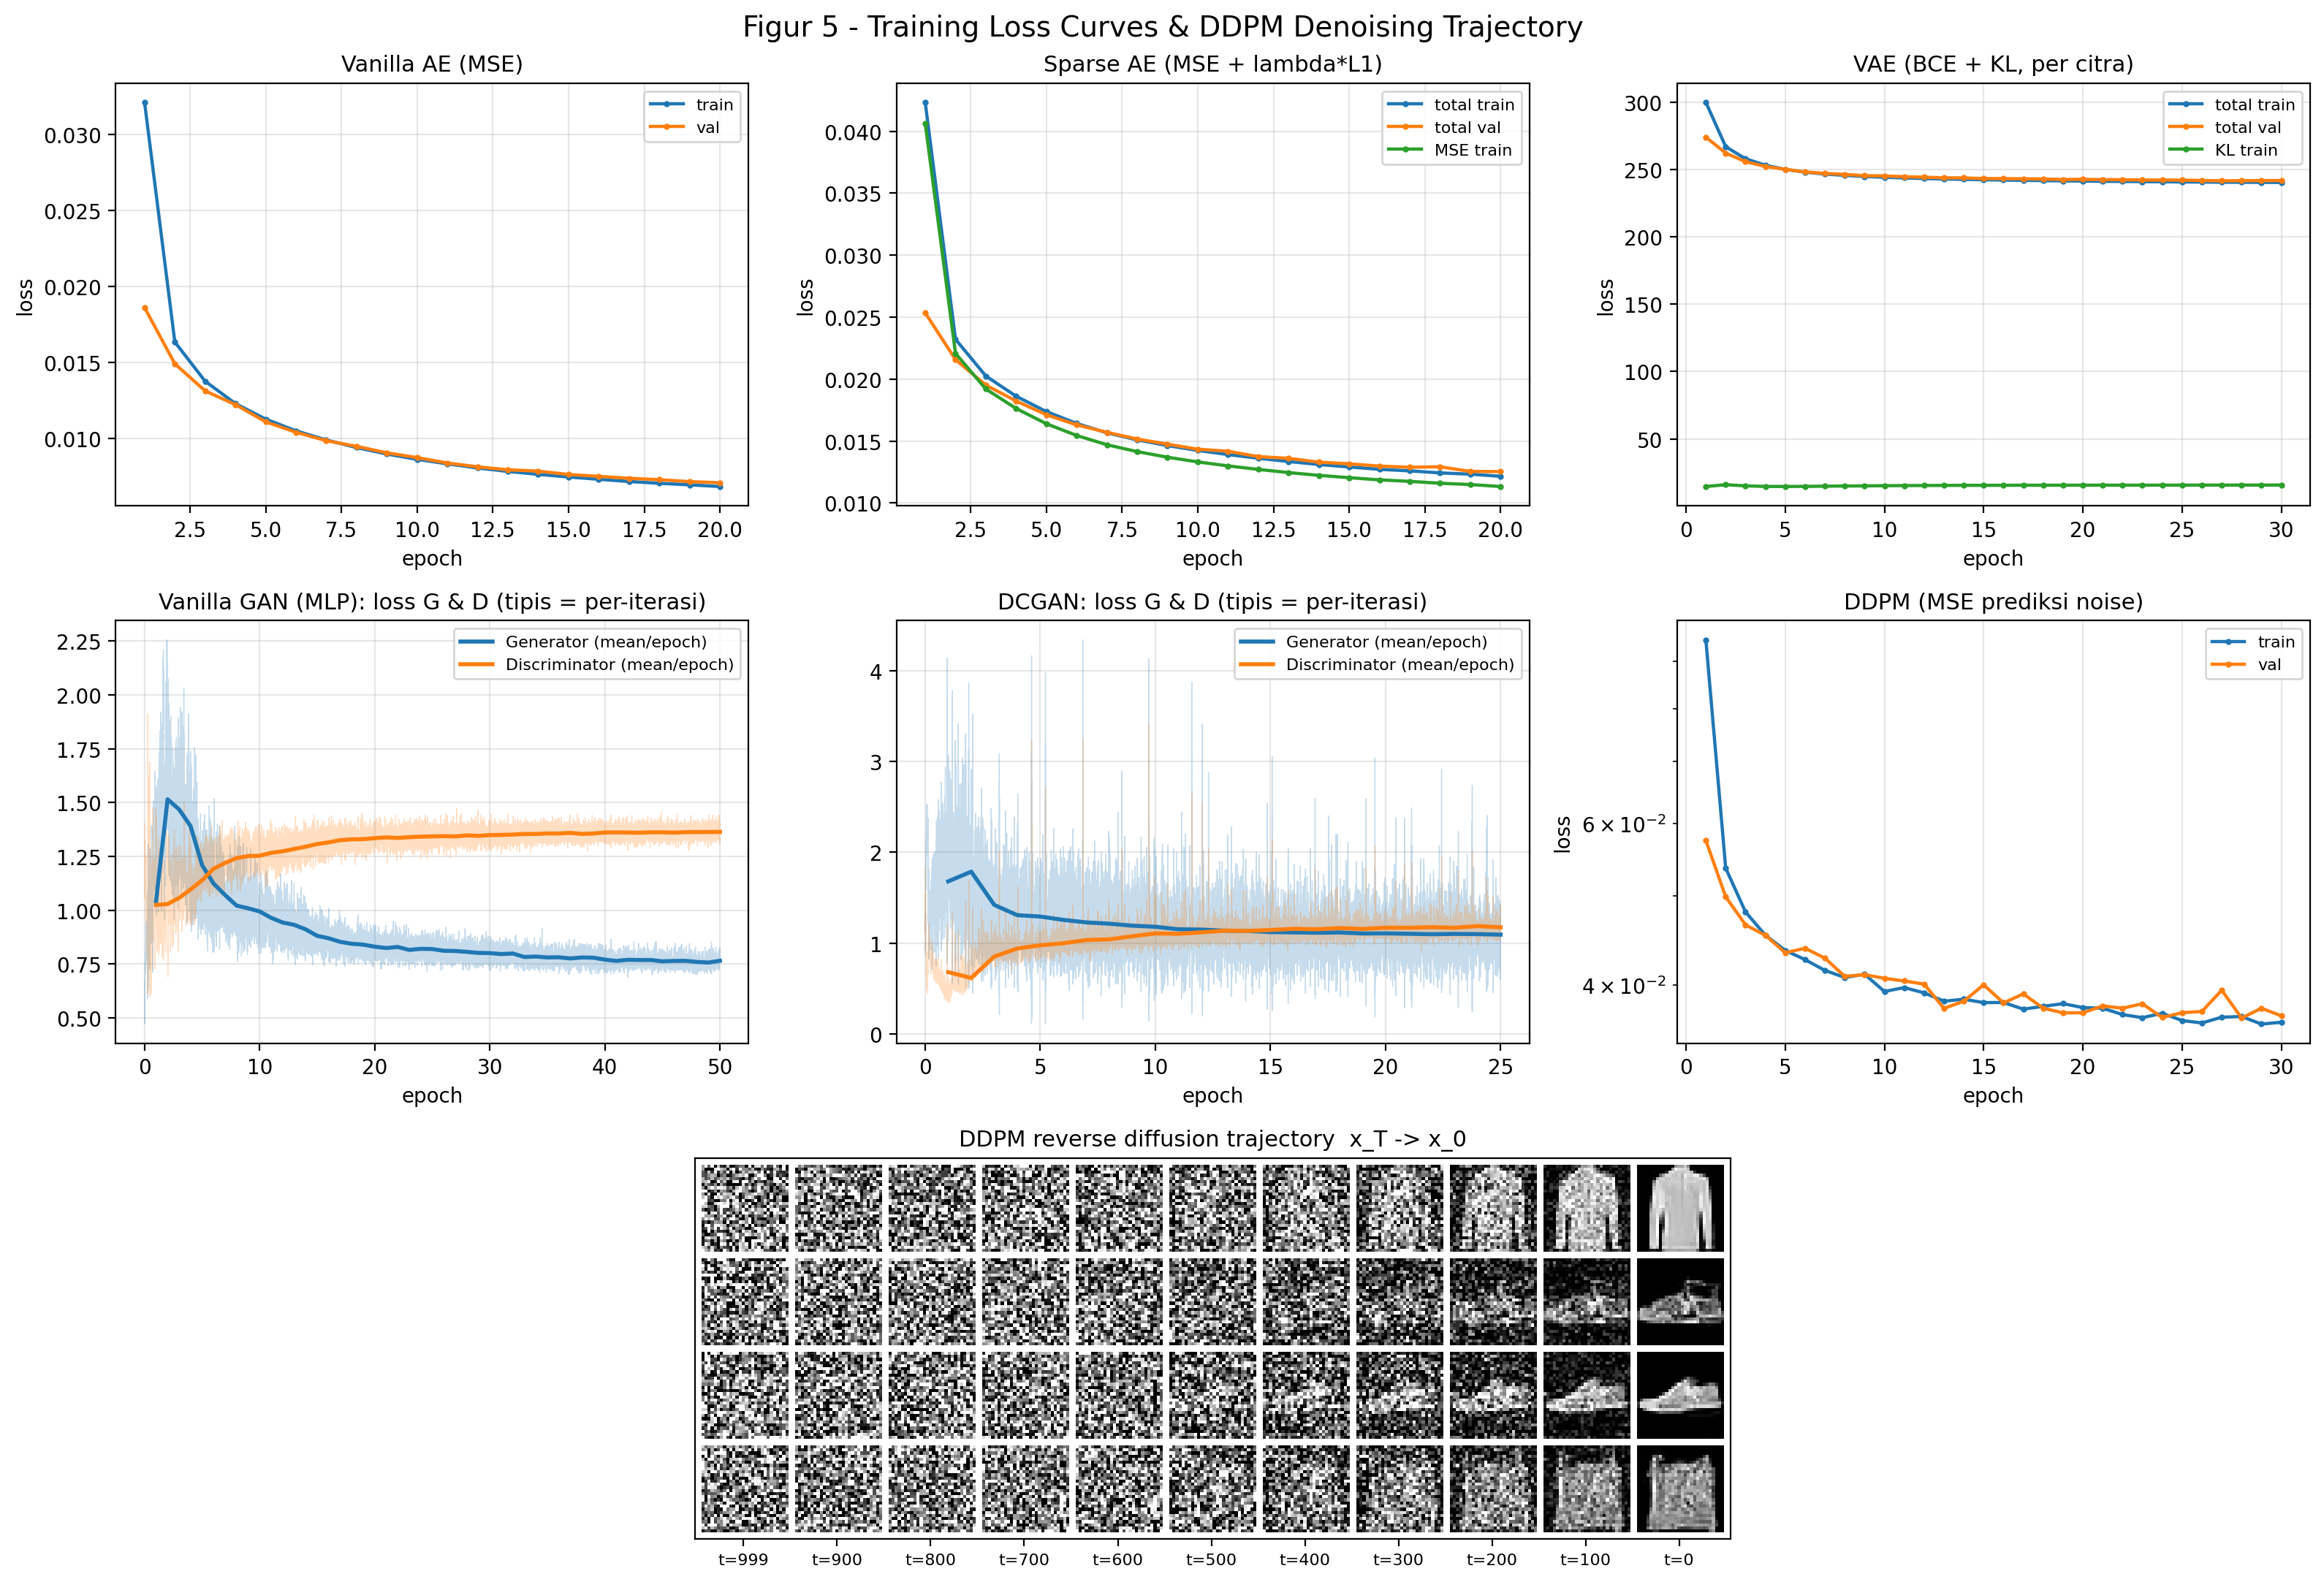 Figur 5 - Training Loss Curves & DDPM Denoising Trajectory
Vanilla AE (MSE)
train
val
0.030
0.025
0.020
0.015
0.010
loss
2.5 5.0 7.5 10.0 12.5 15.0 17.5 20.0
epoch
Sparse AE (MSE + lambda*L1)
total train
total val
MSE train
0.040
0.035
0.030
0.025
0.020
0.015
0.010
loss
2.5 5.0 7.5 10.0 12.5 15.0 17.5 20.0
epoch
VAE (BCE + KL, per citra)
total train
total val
KL train
300
250
200
150
100
50
loss
0 5 10 15 20 25 30
epoch
Vanilla GAN (MLP): loss G & D (tipis = per-iterasi)
Generator (mean/epoch)
Discriminator (mean/epoch)
2.25
2.00
1.75
1.50
1.25
1.00
0.75
0.50
0 10 20 30 40 50
epoch
DCGAN: loss G & D (tipis = per-iterasi)
Generator (mean/epoch)
Discriminator (mean/epoch)
4
3
2
1
0
0 5 10 15 20 25
epoch
DDPM (MSE prediksi noise)
train
val
6 × 10⁻²
4 × 10⁻²
loss
0 5 10 15 20 25 30
epoch
DDPM reverse diffusion trajectory x_T -> x_0
t=999 t=900 t=800 t=700 t=600 t=500 t=400 t=300 t=200 t=100 t=0